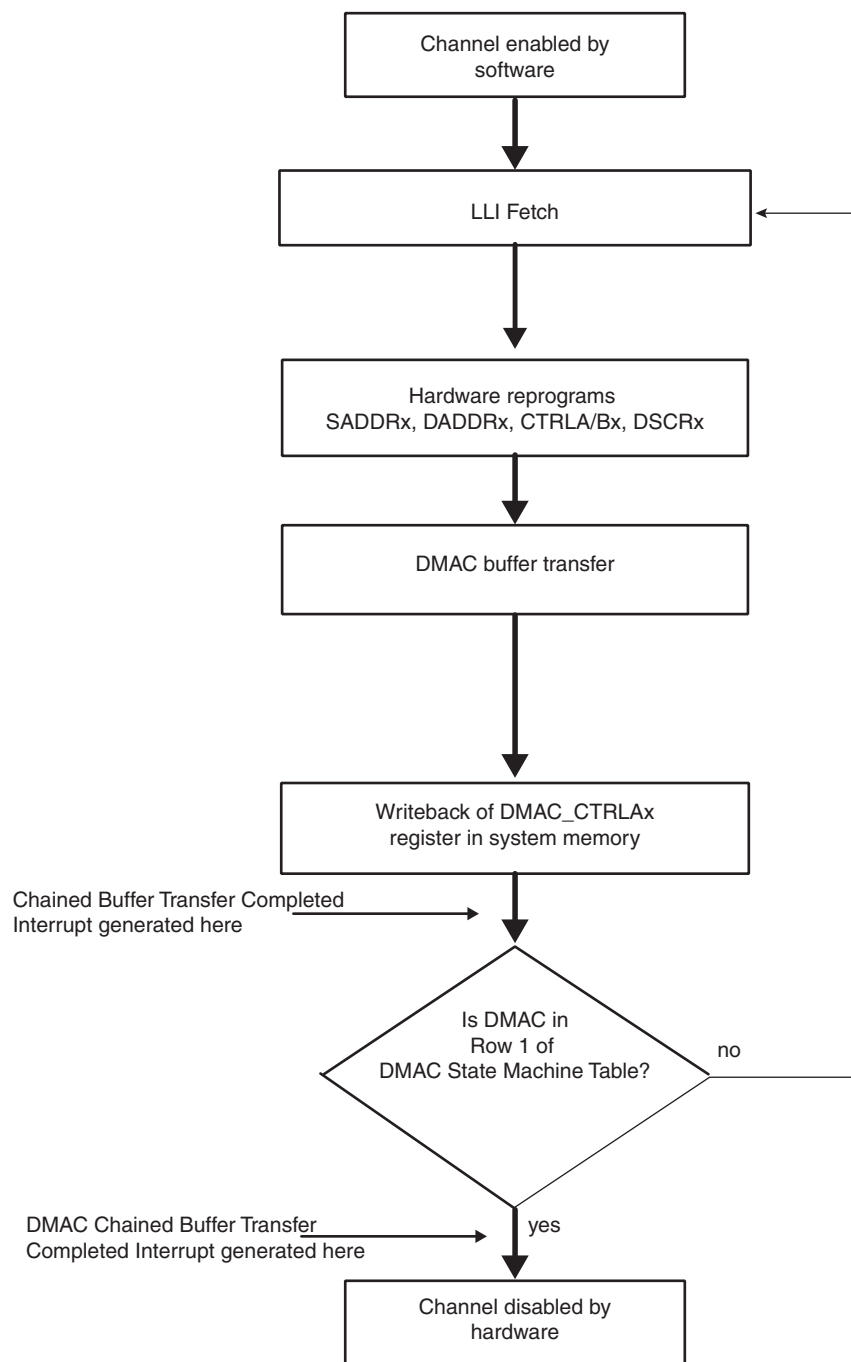 Channel enabled by
software
LLI Fetch
Hardware reprograms
SADDRx, DADDRx, CTRLA/Bx, DSCRx
DMAC buffer transfer
Writeback of DMAC_CTRLAx
register in system memory
Chained Buffer Transfer Completed
Interrupt generated here
Is DMAC in
Row 1 of
DMAC State Machine Table?
no
yes
DMAC Chained Buffer Transfer
Completed Interrupt generated here
Channel disabled by
hardware